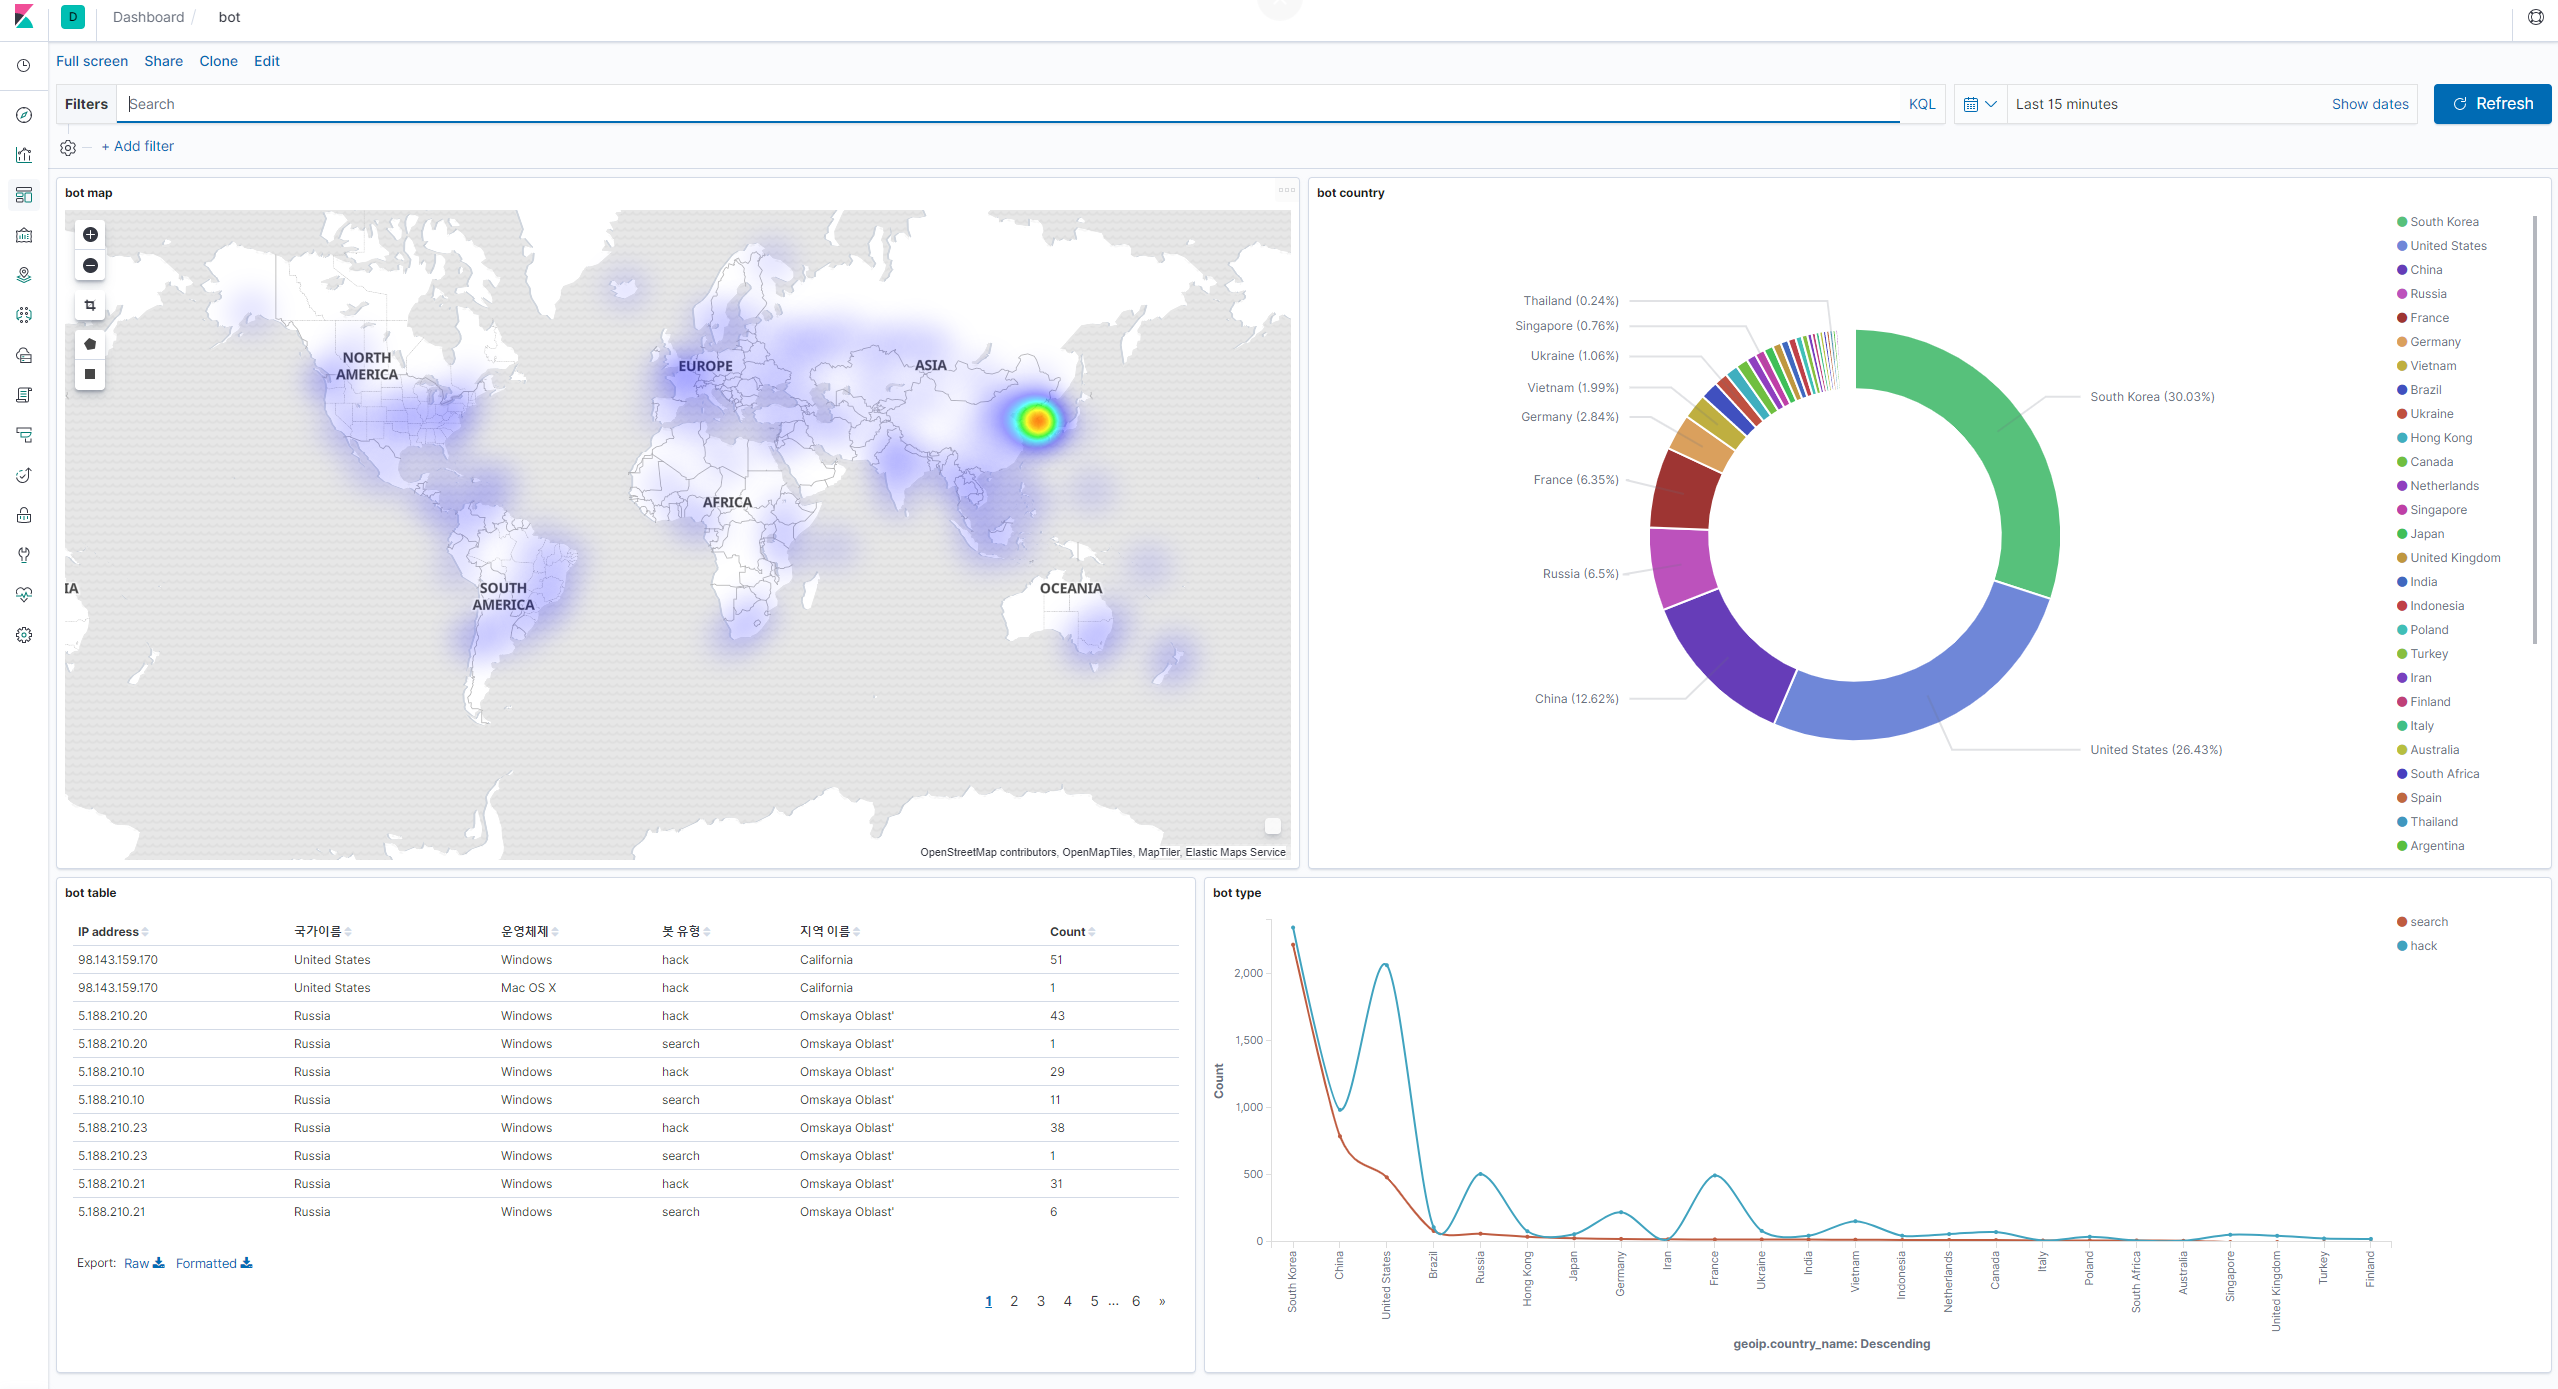 D Dashboard / bot
Full screen Share Clone Edit
Filters Search KQL Last 15 minutes Show dates Refresh
+ Add filter
bot map
NORTH
AMERICA
EUROPE
ASIA
AFRICA
SOUTH
AMERICA
OCEANIA
IA
OpenStreetMap contributors, OpenMapTiles, MapTiler, Elastic Maps Service
bot country
Thailand (0.24%)
Singapore (0.76%)
Ukraine (1.06%)
Vietnam (1.99%)
Germany (2.84%)
France (6.35%)
Russia (6.5%)
China (12.62%)
South Korea (30.03%)
United States (26.43%)
South Korea
United States
China
Russia
France
Germany
Vietnam
Brazil
Ukraine
Hong Kong
Canada
Netherlands
Singapore
Japan
United Kingdom
India
Indonesia
Poland
Turkey
Iran
Finland
Italy
Australia
South Africa
Spain
Thailand
Argentina
bot table
IP address 국가이름 운영체제 봇 유형 지역 이름 Count
98.143.159.170 United States Windows hack California 51
98.143.159.170 United States Mac OS X hack California 1
5.188.210.20 Russia Windows hack Omskaya Oblast' 43
5.188.210.20 Russia Windows search Omskaya Oblast' 1
5.188.210.10 Russia Windows hack Omskaya Oblast' 29
5.188.210.10 Russia Windows search Omskaya Oblast' 11
5.188.210.23 Russia Windows hack Omskaya Oblast' 38
5.188.210.23 Russia Windows search Omskaya Oblast' 1
5.188.210.21 Russia Windows hack Omskaya Oblast' 31
5.188.210.21 Russia Windows search Omskaya Oblast' 6
Export: Raw Formatted
1 2 3 4 5 ... 6 »
bot type
search
hack
Count
2,000
1,500
1,000
500
0
South Korea
China
United States
Brazil
Russia
Hong Kong
Japan
Germany
Iran
France
Ukraine
India
Vietnam
Indonesia
Netherlands
Canada
Italy
Poland
South Africa
Australia
Singapore
United Kingdom
Turkey
Finland
geoip.country_name: Descending